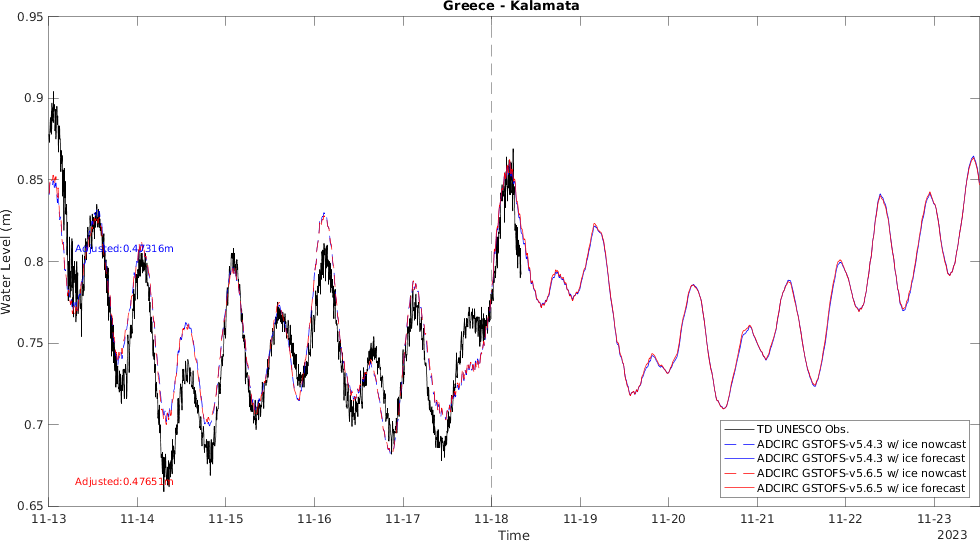 Greece - Kalamata
0.95
0.9
0.85
0.8
0.75
0.7
0.65
Water Level (m)
Adjusted:0.47316m
Adjusted:0.47651m
TD UNESCO Obs.
ADCIRC GSTOFS-v5.4.3 w/ ice nowcast
ADCIRC GSTOFS-v5.4.3 w/ ice forecast
ADCIRC GSTOFS-v5.6.5 w/ ice nowcast
ADCIRC GSTOFS-v5.6.5 w/ ice forecast
11-13 11-14 11-15 11-16 11-17 11-18 11-19 11-20 11-21 11-22 11-23
Time
2023